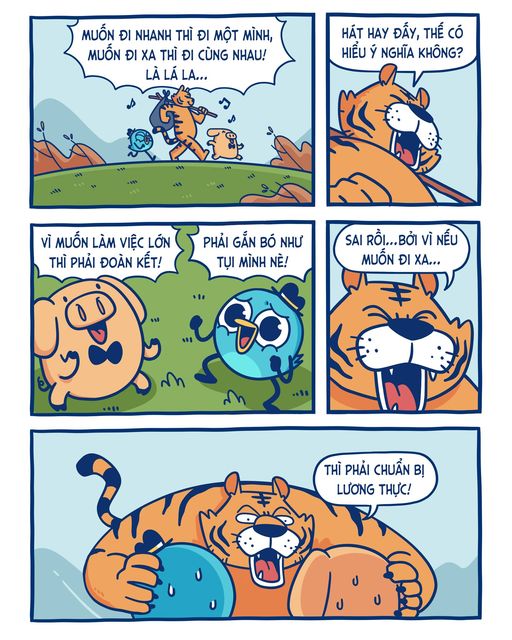 MUỐN ĐI NHANH THÌ ĐI MỘT MÌNH,
MUỐN ĐI XA THÌ ĐI CÙNG NHAU!
LÀ LÁ LA...
HÁT HAY ĐẤY, THẾ CÓ
HIỂU Ý NGHĨA KHÔNG?
VÌ MUỐN LÀM VIỆC LỚN
THÌ PHẢI ĐOÀN KẾT!
PHẢI GẮN BÓ NHƯ
TỤI MÌNH NÈ!
SAI RỒI...BỞI VÌ NẾU
MUỐN ĐI XA...
THÌ PHẢI CHUẨN BỊ
LƯƠNG THỰC!